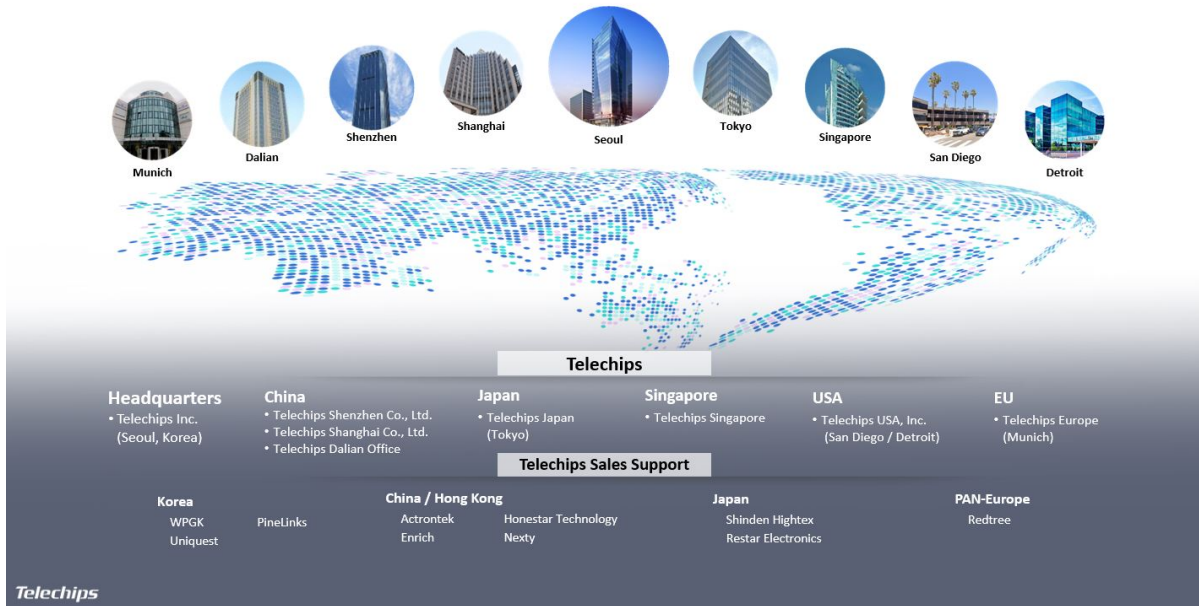 Munich
Dalian
Shenzhen
Shanghai
Seoul
Tokyo
Singapore
San Diego
Detroit
Telechips
Headquarters
• Telechips Inc.
(Seoul, Korea)
China
• Telechips Shenzhen Co., Ltd.
• Telechips Shanghai Co., Ltd.
• Telechips Dalian Office
Japan
• Telechips Japan
(Tokyo)
Singapore
• Telechips Singapore
USA
• Telechips USA, Inc.
(San Diego / Detroit)
EU
• Telechips Europe
(Munich)
Telechips Sales Support
Korea
WPGK
Uniquest
PineLinks
China / Hong Kong
Actrontek
Enrich
Honestar Technology
Nexty
Japan
Shinden Hightex
Restar Electronics
PAN-Europe
Redtree
Telechips